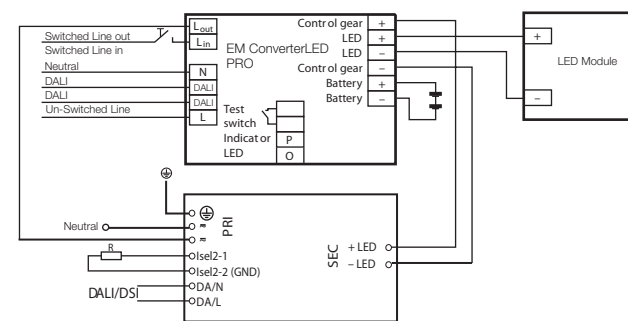 Switched Line out
Switched Line in
Neutral
DALI
DALI
Un-Switched Line
Lout
Lin
N
DALI
DALI
L
EM ConverterLED
PRO
Test
switch
Indicator
LED
P
O
Control gear +
LED +
LED –
Control gear –
Battery +
Battery –
+
–
LED Module
Neutral
R
DALI/DSI
PRI
≈
≈
Isel2-1
Isel2-2 (GND)
DA/N
DA/L
SEC
+ LED
– LED